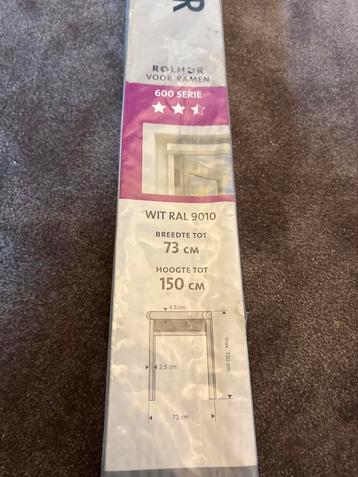 R
ROLHOR
VOOR RAMEN
600 SERIE
WIT RAL 9010
BREEDTE TOT
73 CM
HOOGTE TOT
150 CM
4,5 cm
2,5 cm
max. 150 cm
73 cm